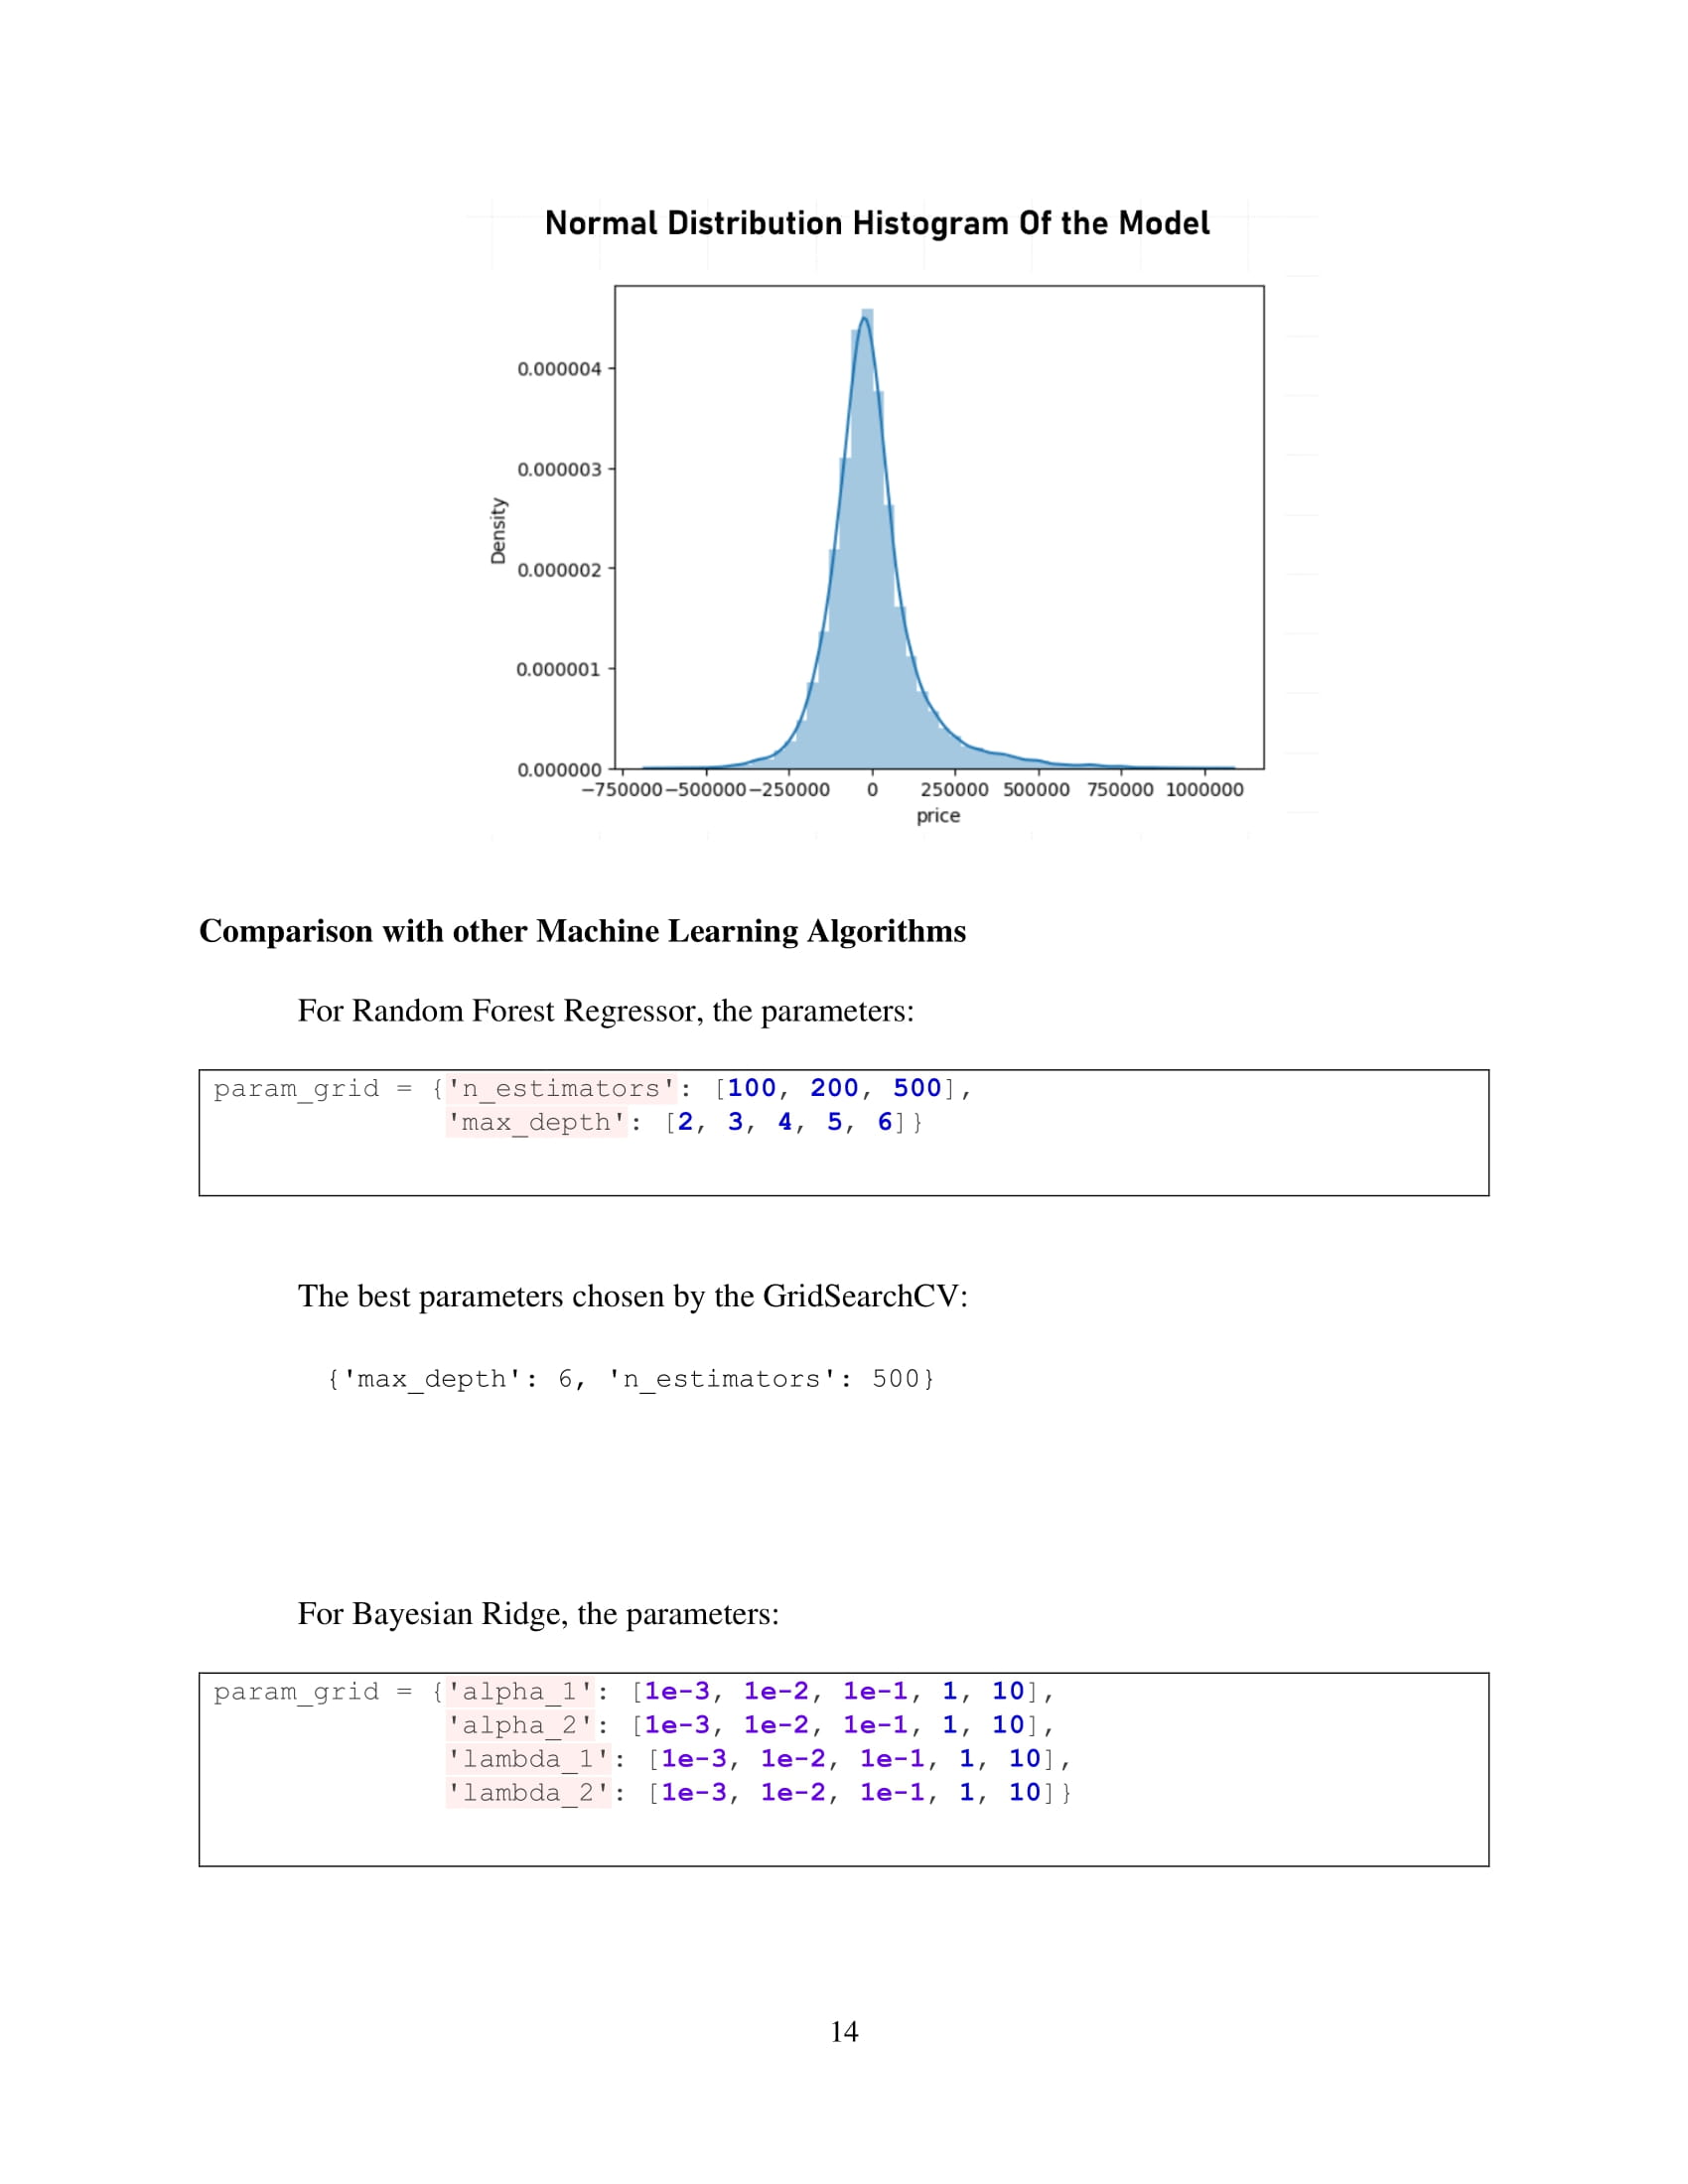 Normal Distribution Histogram Of the Model
0.000004
0.000003
Density
0.000002
0.000001
0.000000
−750000 −500000 −250000 0 250000 500000 750000 1000000
price
Comparison with other Machine Learning Algorithms
For Random Forest Regressor, the parameters:
param_grid = {'n_estimators': [100, 200, 500],
'max_depth': [2, 3, 4, 5, 6]}
The best parameters chosen by the GridSearchCV:
{'max_depth': 6, 'n_estimators': 500}
For Bayesian Ridge, the parameters:
param_grid = {'alpha_1': [1e-3, 1e-2, 1e-1, 1, 10],
'alpha_2': [1e-3, 1e-2, 1e-1, 1, 10],
'lambda_1': [1e-3, 1e-2, 1e-1, 1, 10],
'lambda_2': [1e-3, 1e-2, 1e-1, 1, 10]}
14